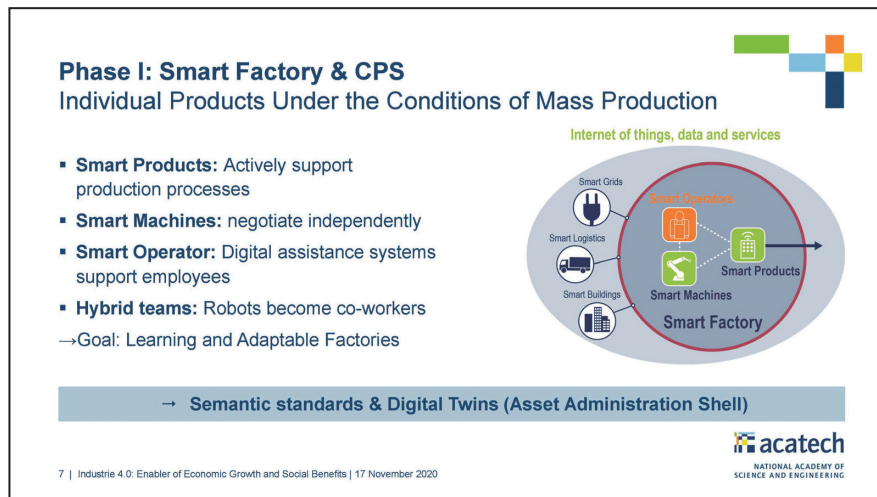 Phase I: Smart Factory & CPS
Individual Products Under the Conditions of Mass Production
▪ Smart Products: Actively support
production processes
▪ Smart Machines: negotiate independently
▪ Smart Operator: Digital assistance systems
support employees
▪ Hybrid teams: Robots become co-workers
→Goal: Learning and Adaptable Factories
Internet of things, data and services
Smart Grids
Smart Operators
Smart Logistics
Smart Products
Smart Buildings
Smart Machines
Smart Factory
→ Semantic standards & Digital Twins (Asset Administration Shell)
acatech
NATIONAL ACADEMY OF
SCIENCE AND ENGINEERING
7 | Industrie 4.0: Enabler of Economic Growth and Social Benefits | 17 November 2020